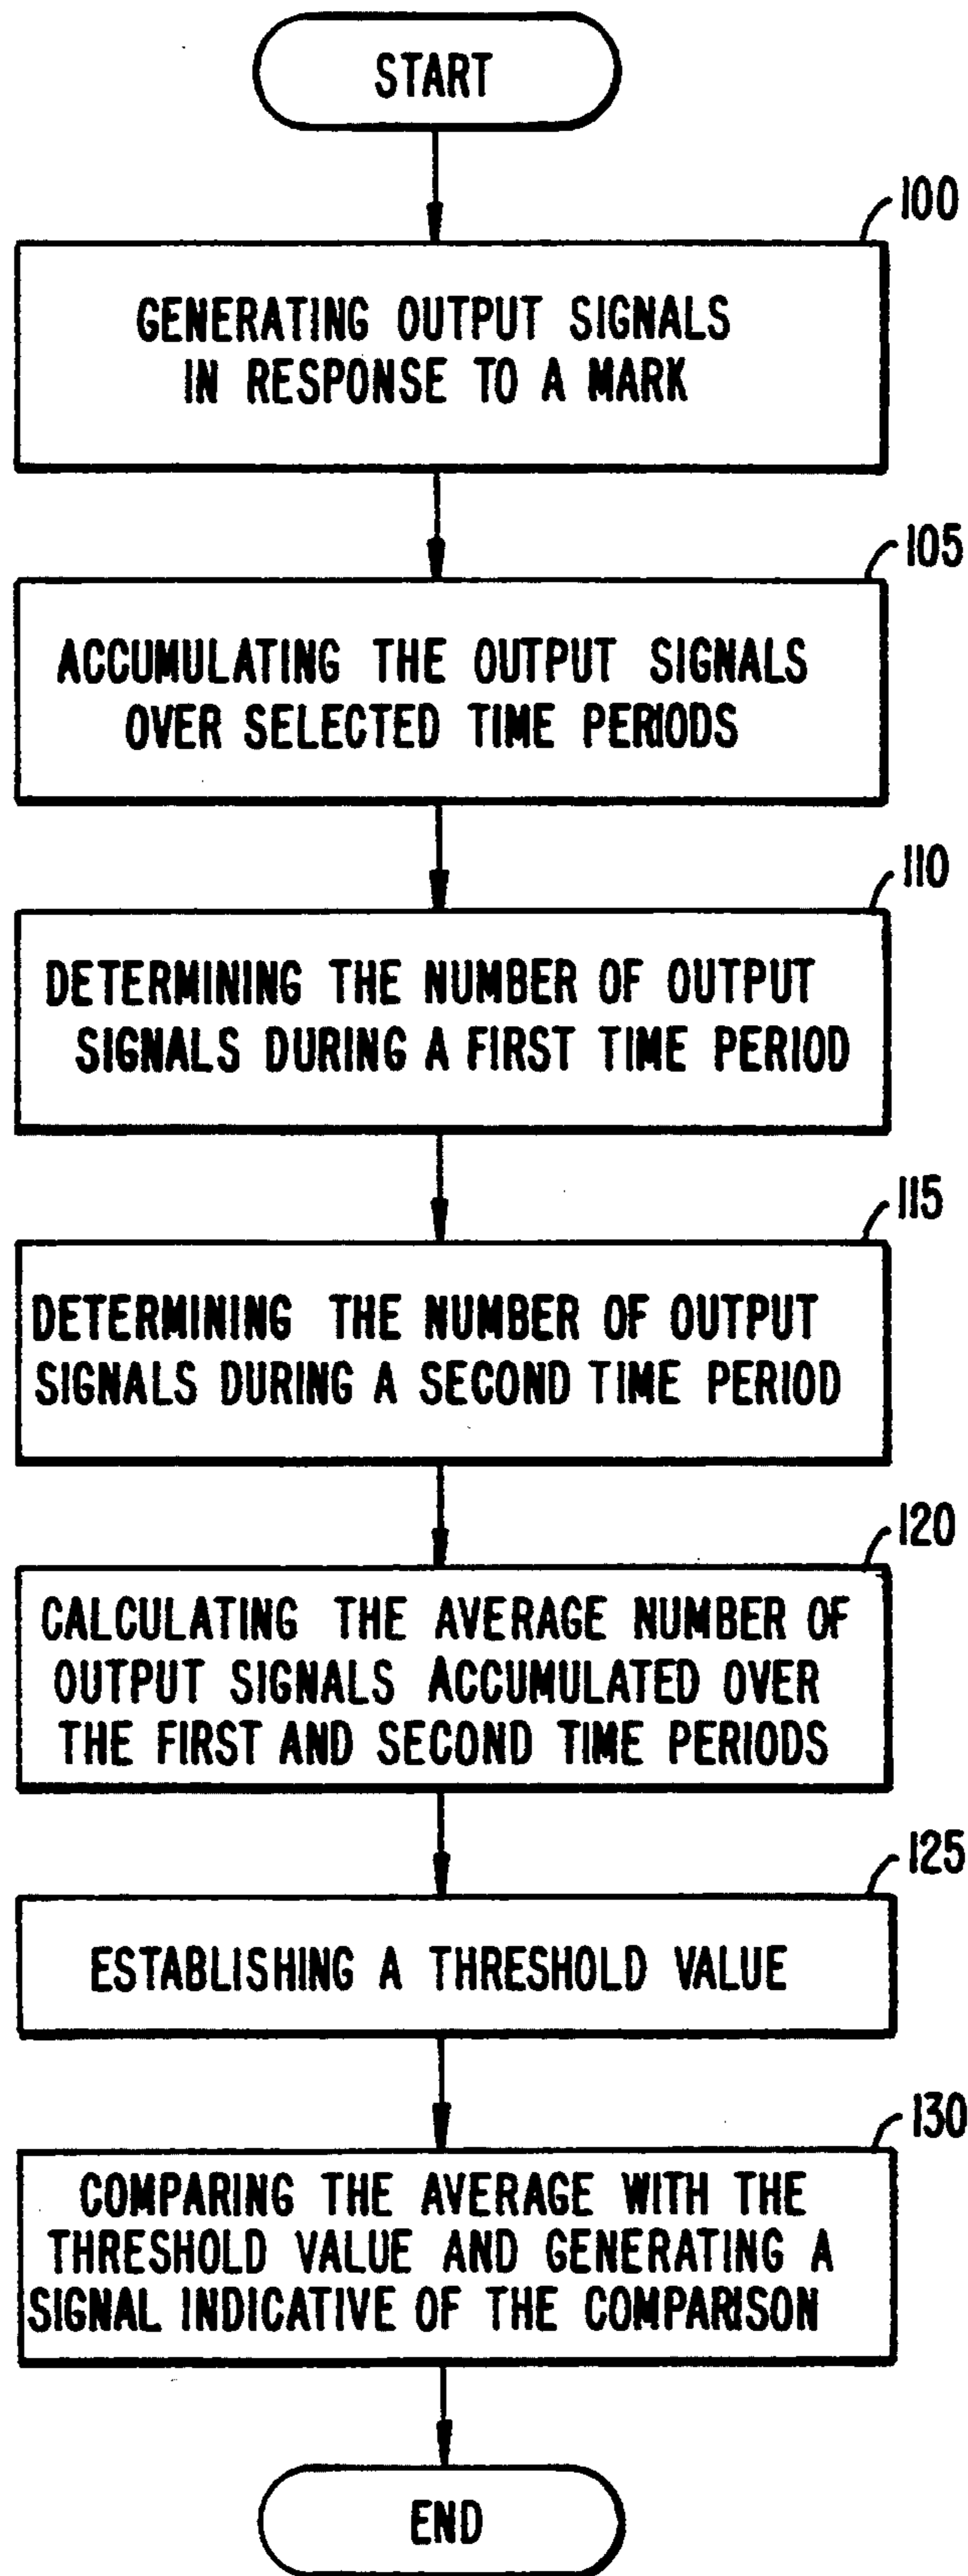 START
100
GENERATING OUTPUT SIGNALS
IN RESPONSE TO A MARK
105
ACCUMULATING THE OUTPUT SIGNALS
OVER SELECTED TIME PERIODS
110
DETERMINING THE NUMBER OF OUTPUT
SIGNALS DURING A FIRST TIME PERIOD
115
DETERMINING THE NUMBER OF OUTPUT
SIGNALS DURING A SECOND TIME PERIOD
120
CALCULATING THE AVERAGE NUMBER OF
OUTPUT SIGNALS ACCUMULATED OVER
THE FIRST AND SECOND TIME PERIODS
125
ESTABLISHING A THRESHOLD VALUE
130
COMPARING THE AVERAGE WITH THE
THRESHOLD VALUE AND GENERATING A
SIGNAL INDICATIVE OF THE COMPARISON
END